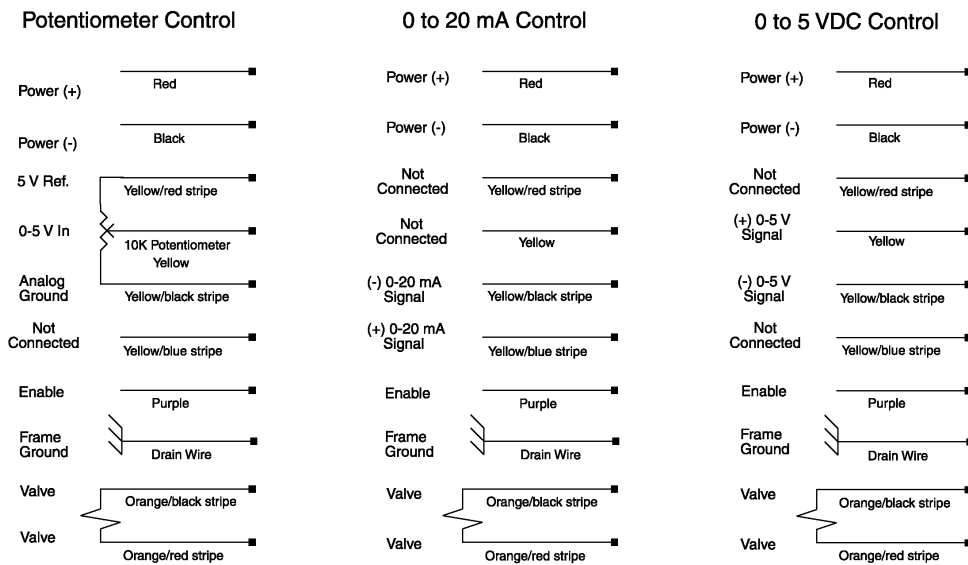 Potentiometer Control
Power (+)
Red
Power (-)
Black
5 V Ref.
Yellow/red stripe
0-5 V In
10K Potentiometer
Yellow
Analog
Ground
Yellow/black stripe
Not
Connected
Yellow/blue stripe
Enable
Purple
Frame
Ground
Drain Wire
Valve
Orange/black stripe
Valve
Orange/red stripe
0 to 20 mA Control
Power (+)
Red
Power (-)
Black
Not
Connected
Yellow/red stripe
Not
Connected
Yellow
(-) 0-20 mA
Signal
Yellow/black stripe
(+) 0-20 mA
Signal
Yellow/blue stripe
Enable
Purple
Frame
Ground
Drain Wire
Valve
Orange/black stripe
Valve
Orange/red stripe
0 to 5 VDC Control
Power (+)
Red
Power (-)
Black
Not
Connected
Yellow/red stripe
(+) 0-5 V
Signal
Yellow
(-) 0-5 V
Signal
Yellow/black stripe
Not
Connected
Yellow/blue stripe
Enable
Purple
Frame
Ground
Drain Wire
Valve
Orange/black stripe
Valve
Orange/red stripe